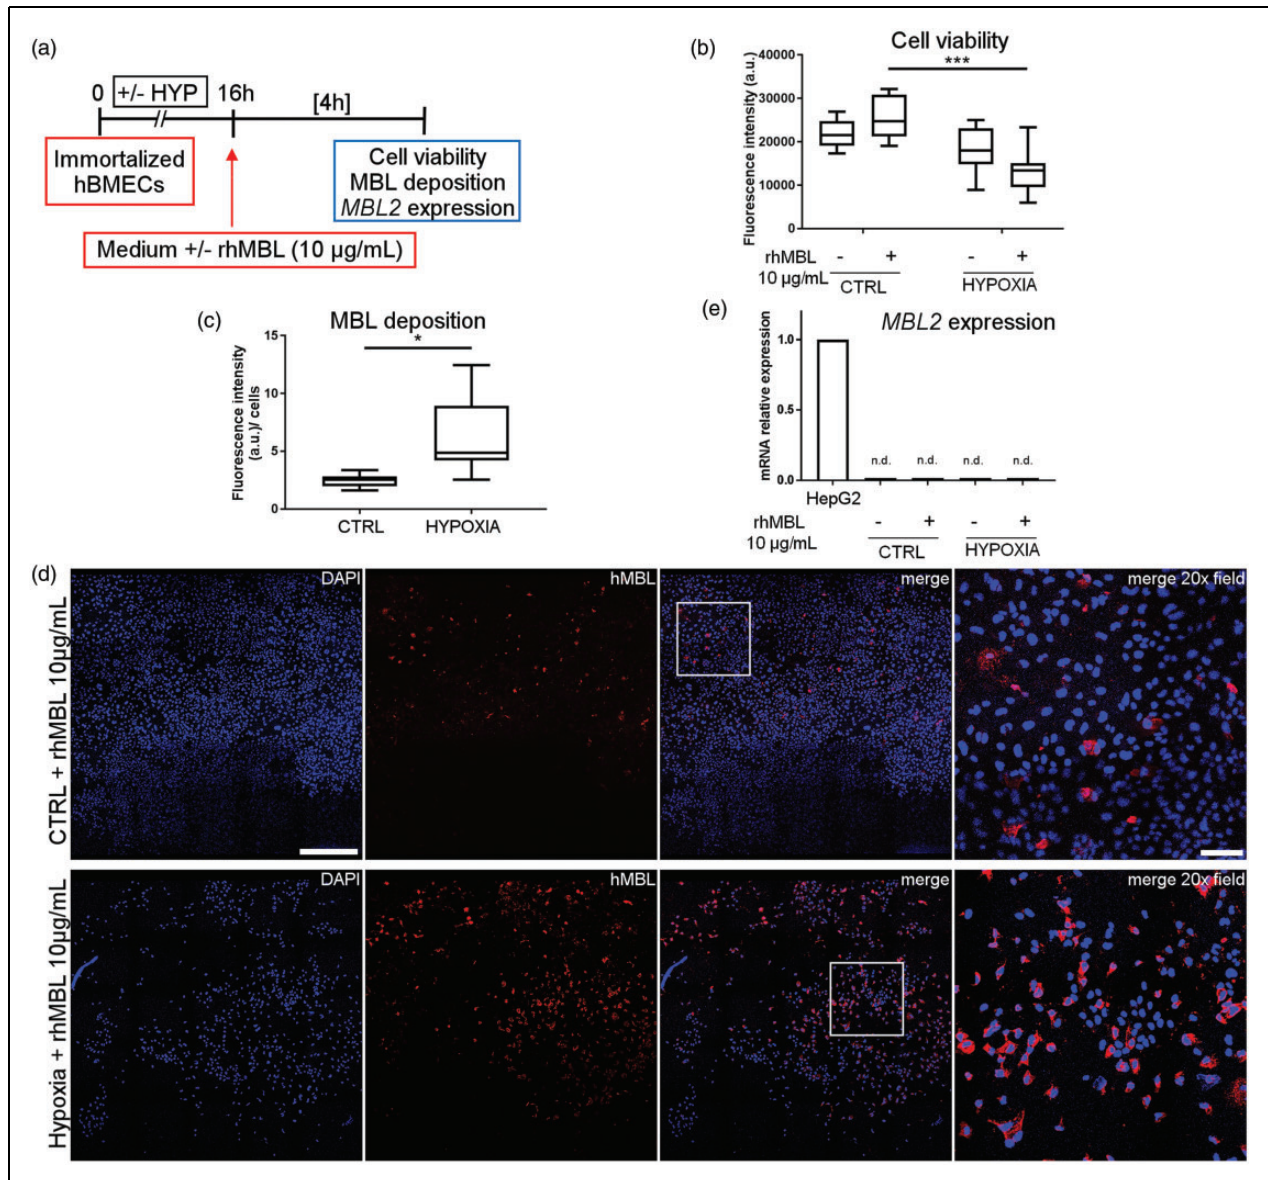 (a)
0
+/- HYP
16h
[4h]
Immortalized
hBMECs
Cell viability
MBL deposition
MBL2 expression
Medium +/- rhMBL (10 µg/mL)
(b)
Cell viability
***
Fluorescence intensity (a.u.)
40000
30000
20000
10000
0
rhMBL
10 µg/mL
- + - +
CTRL HYPOXIA
(c)
MBL deposition
*
Fluorescence intensity
(a.u.)/ cells
15
10
5
0
CTRL HYPOXIA
(e)
MBL2 expression
mRNA relative expression
1.0
0.5
0.0
n.d. n.d. n.d. n.d.
HepG2
rhMBL
10 µg/mL
- + - +
CTRL HYPOXIA
(d)
CTRL + rhMBL 10µg/mL
DAPI
hMBL
merge
merge 20x field
Hypoxia + rhMBL 10µg/mL
DAPI
hMBL
merge
merge 20x field